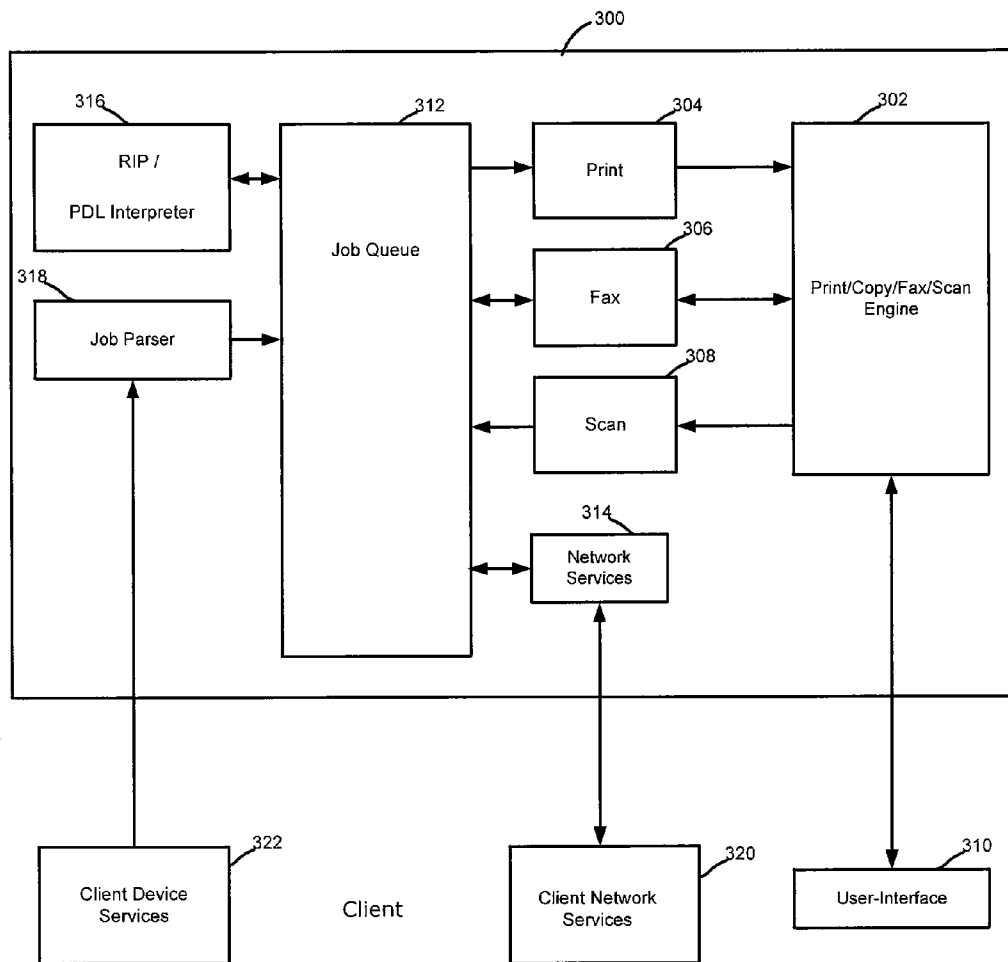 300
316
312
304
302
RIP /
PDL Interpreter
Job Queue
Print
Print/Copy/Fax/Scan
Engine
306
Fax
318
Job Parser
308
Scan
314
Network
Services
322
Client Device
Services
Client
320
Client Network
Services
310
User-Interface